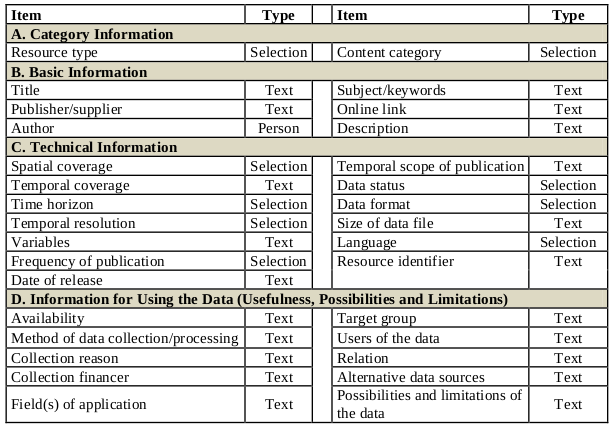 Item Type Item Type
A. Category Information
Resource type Selection Content category Selection
B. Basic Information
Title Text Subject/keywords Text
Publisher/supplier Text Online link Text
Author Person Description Text
C. Technical Information
Spatial coverage Selection Temporal scope of publication Text
Temporal coverage Text Data status Selection
Time horizon Selection Data format Selection
Temporal resolution Selection Size of data file Text
Variables Text Language Selection
Frequency of publication Selection Resource identifier Text
Date of release Text
D. Information for Using the Data (Usefulness, Possibilities and Limitations)
Availability Text Target group Text
Method of data collection/processing Text Users of the data Text
Collection reason Text Relation Text
Collection financer Text Alternative data sources Text
Field(s) of application Text Possibilities and limitations of
the data Text